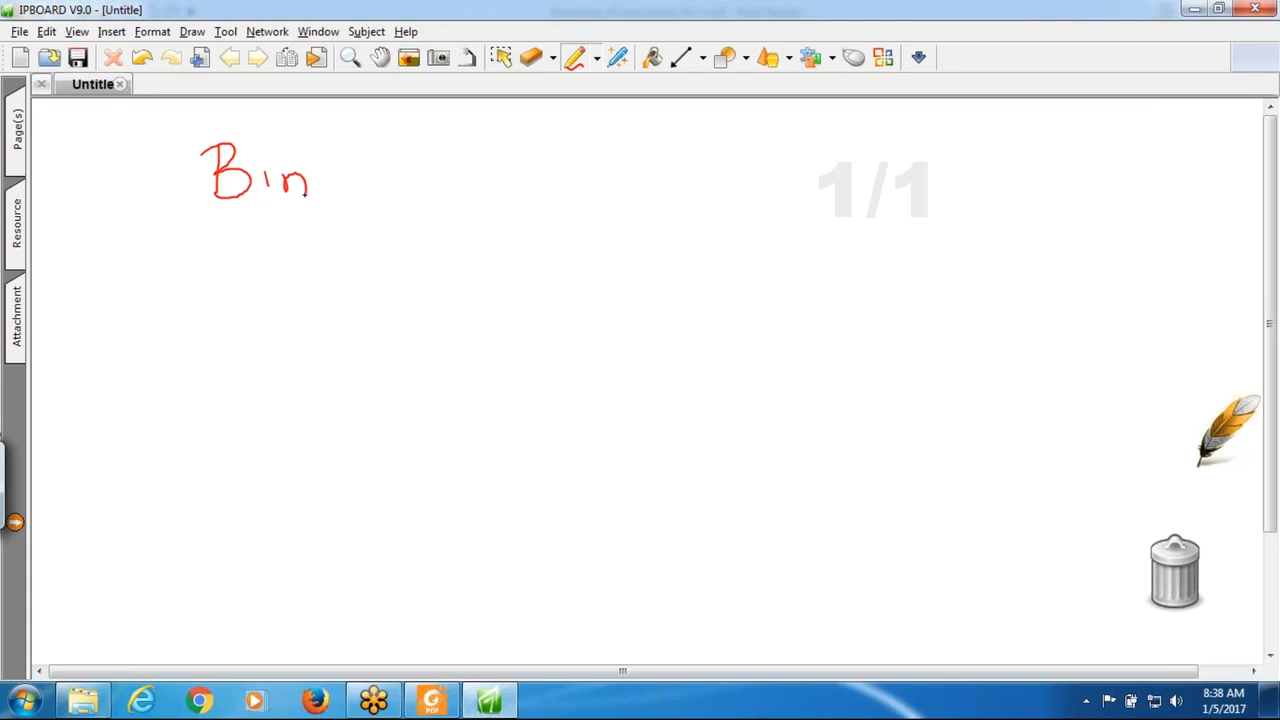 IPBOARD V9.0 - [Untitle]
File Edit View Insert Format Draw Tool Network Window Subject Help
Untitle
Page(s)
Resource
Attachment
Bin
1/1
PDF
8:38 AM
1/5/2017